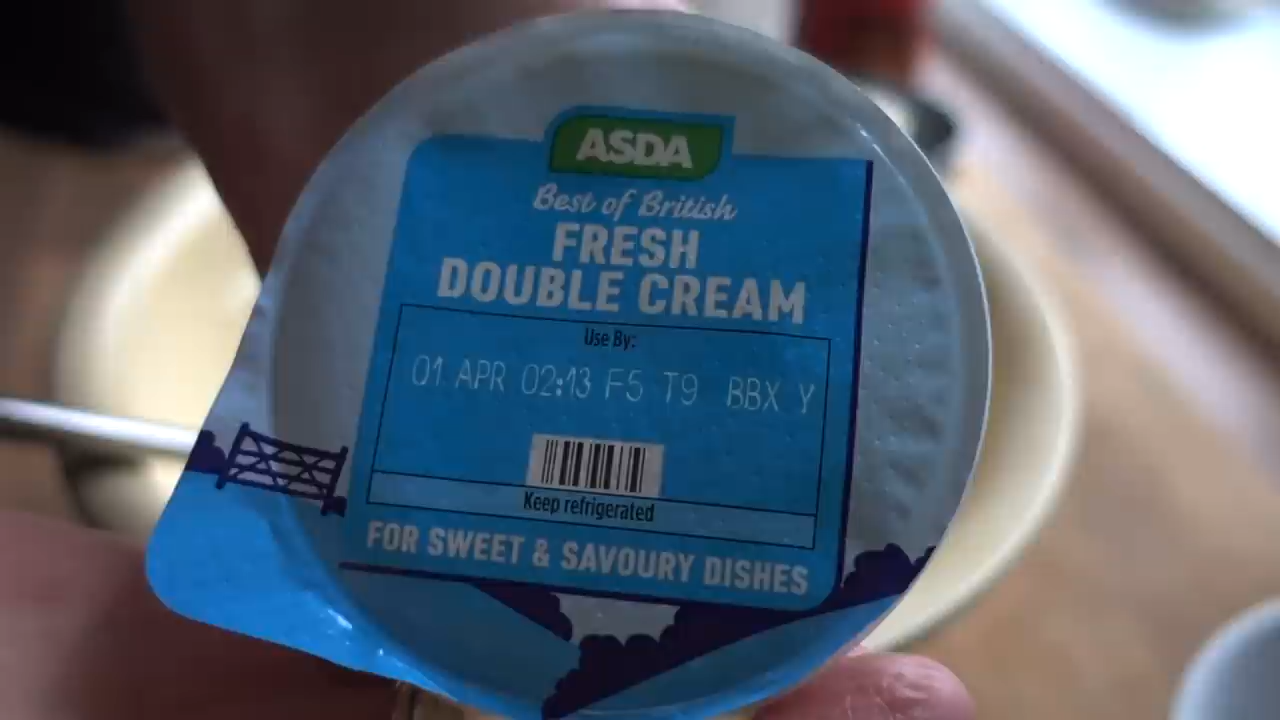 ASDA
Best of British
FRESH
DOUBLE CREAM
Use By:
01 APR 02:13 F5 T9 BBX Y
Keep refrigerated
FOR SWEET & SAVOURY DISHES